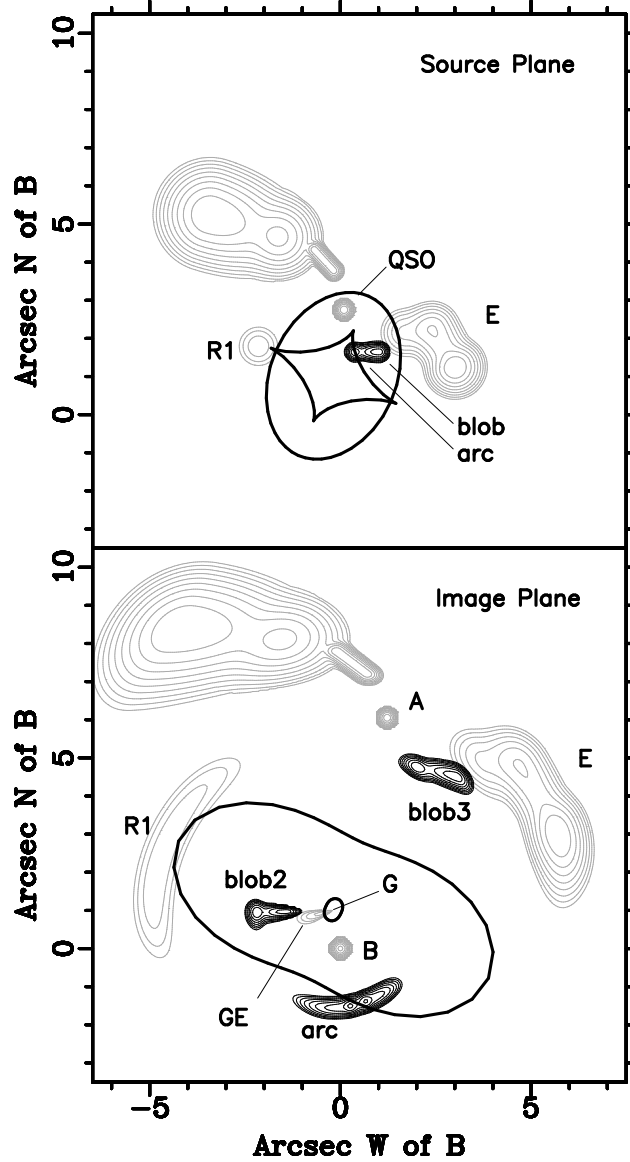 10
Source Plane
Arcsec N of B
5
QSO
E
R1
0
blob
arc
10
Image Plane
A
Arcsec N of B
5
E
blob3
R1
blob2
G
0
B
GE
arc
−5 0 5
Arcsec W of B